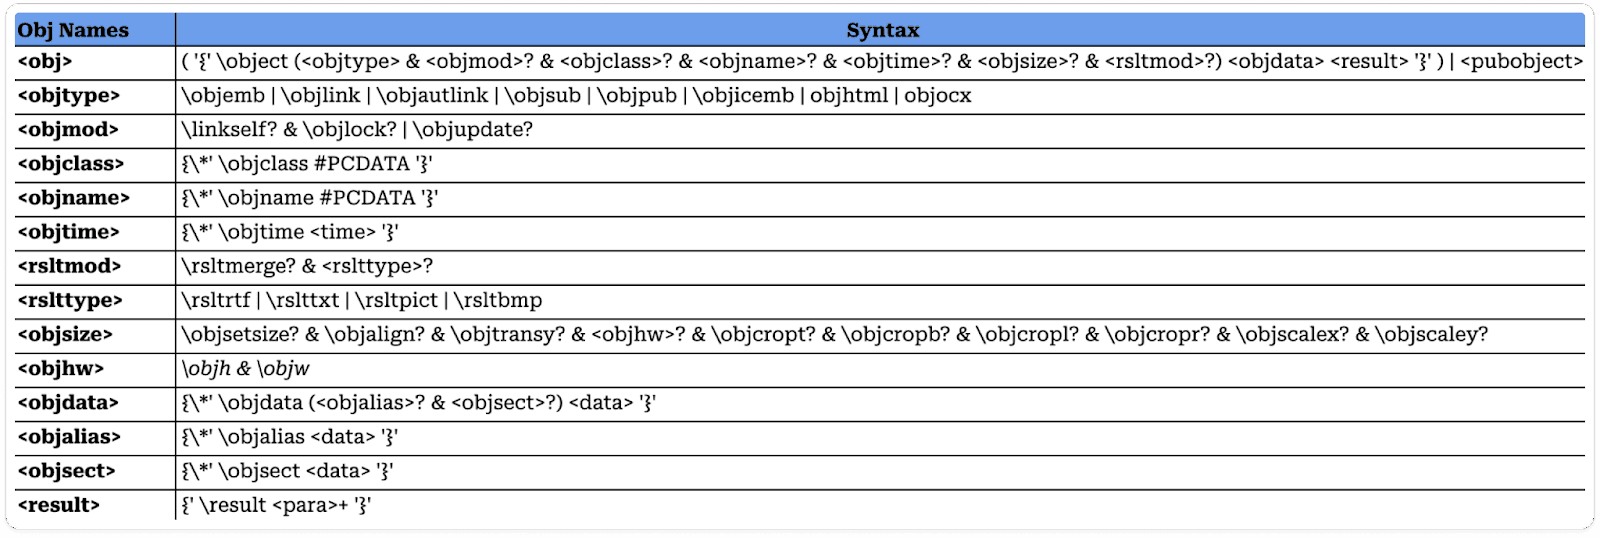 Obj Names Syntax
<obj> ( '{' \object (<objtype> & <objmod>? & <objclass>? & <objname>? & <objtime>? & <objsize>? & <rsltmod>?) <objdata> <result> '}' ) | <pubobject>
<objtype> \objemb | \objlink | \objautlink | \objsub | \objpub | \objicemb | objhtml | objocx
<objmod> \linkself? & \objlock? | \objupdate?
<objclass> {\*' \objclass #PCDATA '}'
<objname> {\*' \objname #PCDATA '}'
<objtime> {\*' \objtime <time> '}'
<rsltmod> \rsltmerge? & <rslttype>?
<rslttype> \rsltrtf | \rslttxt | \rsltpict | \rsltbmp
<objsize> \objsetsize? & \objalign? & \objtransy? & <objhw>? & \objcropt? & \objcropb? & \objcropl? & \objcropr? & \objscalex? & \objscaley?
<objhw> \objh & \objw
<objdata> {\*' \objdata (<objalias>? & <objsect>?) <data> '}'
<objalias> {\*' \objalias <data> '}'
<objsect> {\*' \objsect <data> '}'
<result> {' \result <para>+ '}'